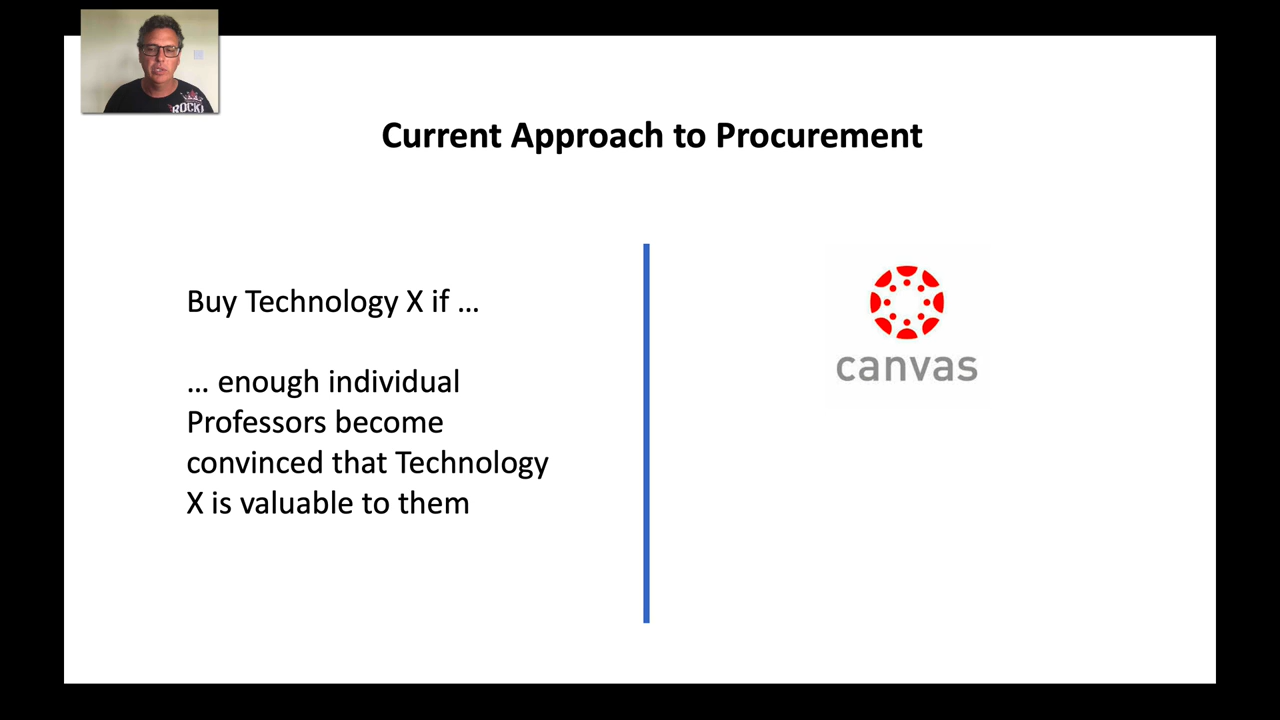 ROCK!
Current Approach to Procurement
Buy Technology X if ...
... enough individual
Professors become
convinced that Technology
X is valuable to them
canvas